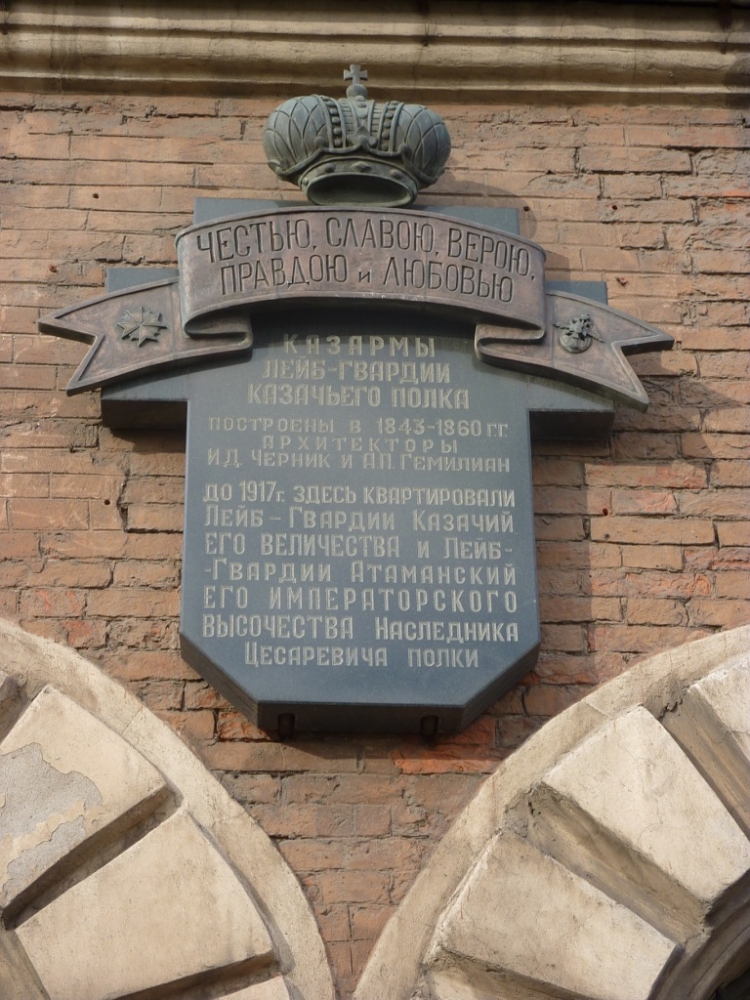 ЧЕСТЬЮ, СЛАВОЮ, ВЕРОЮ,
ПРАВДОЮ и ЛЮБОВЬЮ
КАЗАРМЫ
ЛЕЙБ-ГВАРДИИ
КАЗАЧЬЕГО ПОЛКА
ПОСТРОЕНЫ В 1843-1860 ГГ.
АРХИТЕКТОРЫ
И.Д. ЧЕРНИК И А.П. ГЕМИЛИАН
ДО 1917 Г. ЗДЕСЬ КВАРТИРОВАЛИ
ЛЕЙБ-ГВАРДИИ КАЗАЧИЙ
ЕГО ВЕЛИЧЕСТВА И ЛЕЙБ-
-ГВАРДИИ АТАМАНСКИЙ
ЕГО ИМПЕРАТОРСКОГО
ВЫСОЧЕСТВА НАСЛЕДНИКА
ЦЕСАРЕВИЧА ПОЛКИ